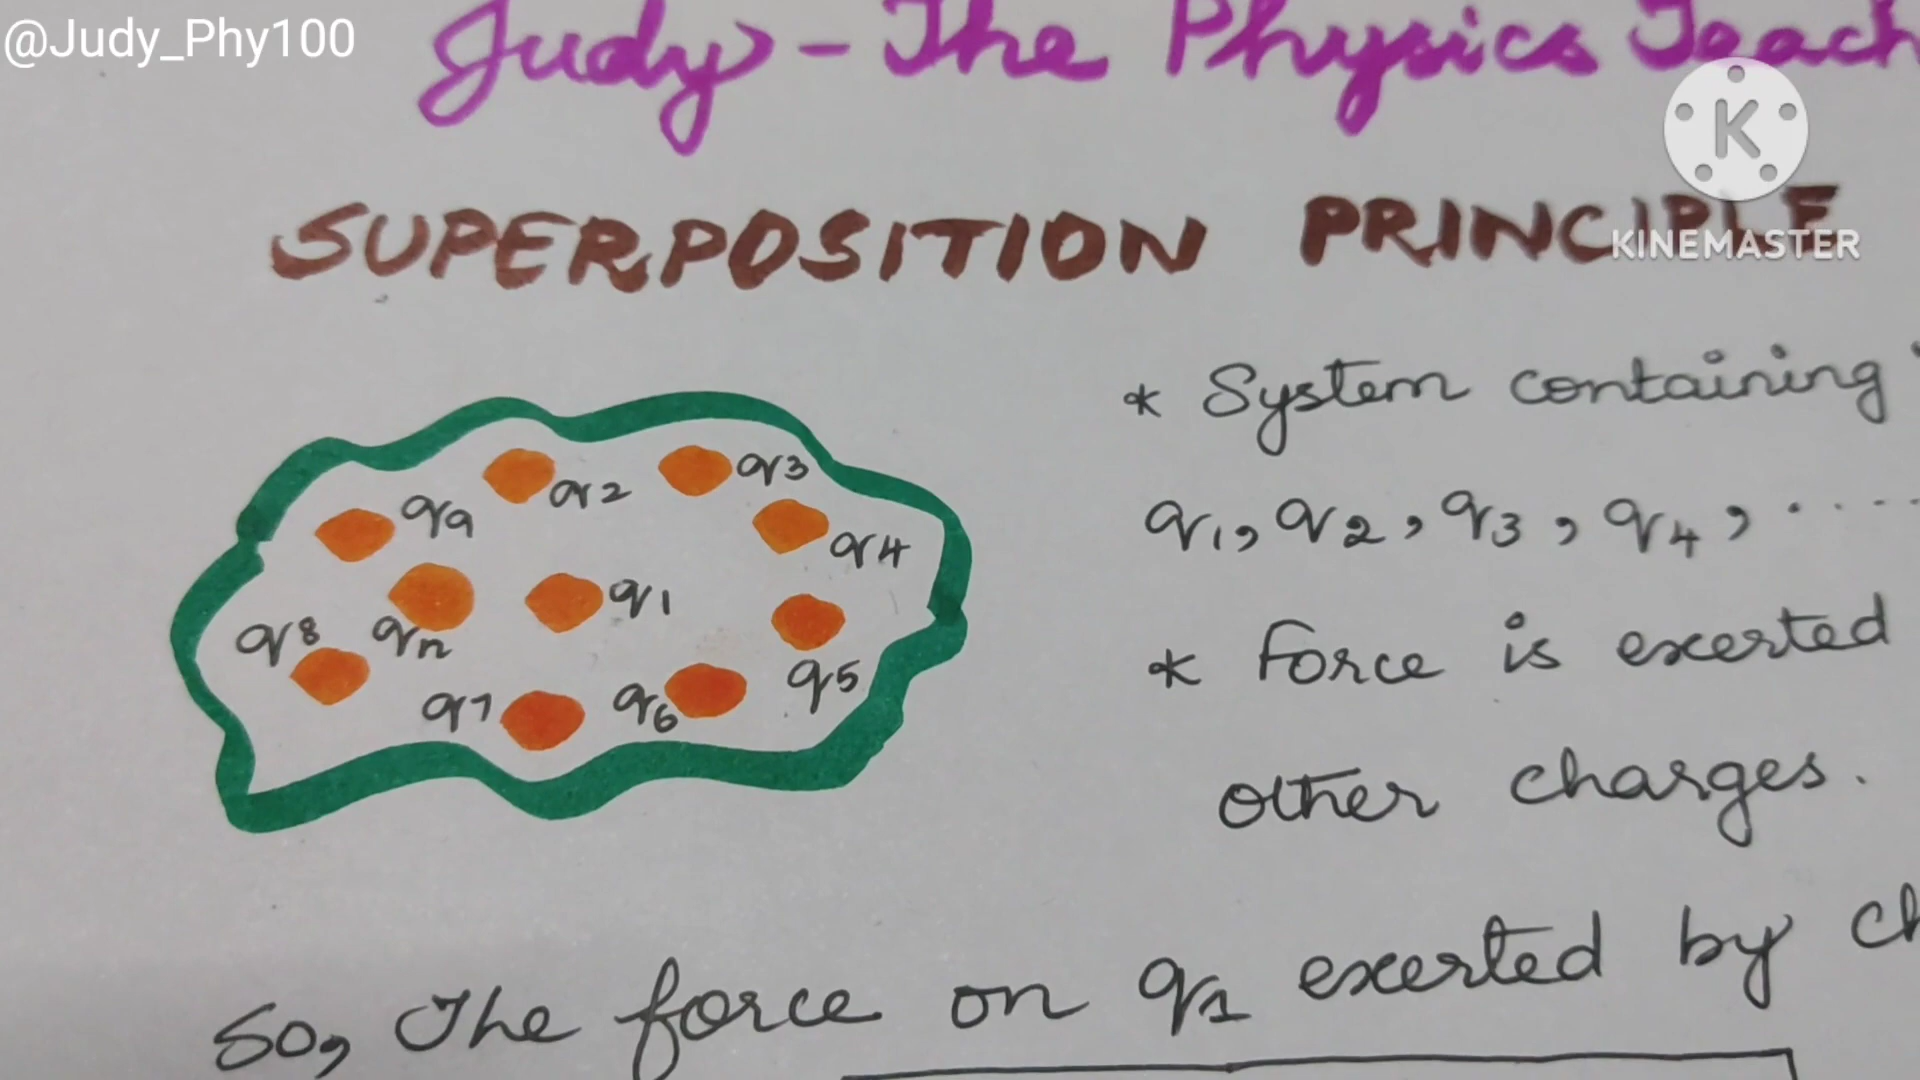 @Judy_Phy100
Judy - The Physics Teach
K
KINEMASTER
SUPERPOSITION PRINCIPLE
* System containing
q1, q2, q3, q4, .....
* Force is exerted
other charges.
q9
q2
q3
q4
q1
q8
qn
q5
q7
q6
So, The force on q1 exerted by ch